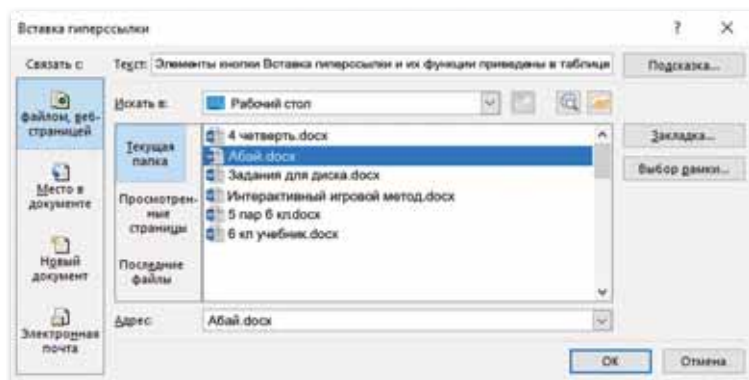 Вставка гиперссылки
? ×
Связать с:
Текст: Элементы кнопки Вставка гиперссылки и их функции приведены в таблице
Подсказка...
файлом, веб-
страницей
Искать в:
Рабочий стол
Текущая
папка
4 четверть.docx
Абай.docx
Задания для диска.docx
Интерактивный игровой метод.docx
5 пар 6 кл.docx
6 кл учебник.docx
Закладка...
Выбор рамки...
Место в
документе
Просмотрен-
ные
страницы
Новый
документ
Последние
файлы
Электронная
почта
Адрес:
Абай.docx
ОК
Отмена